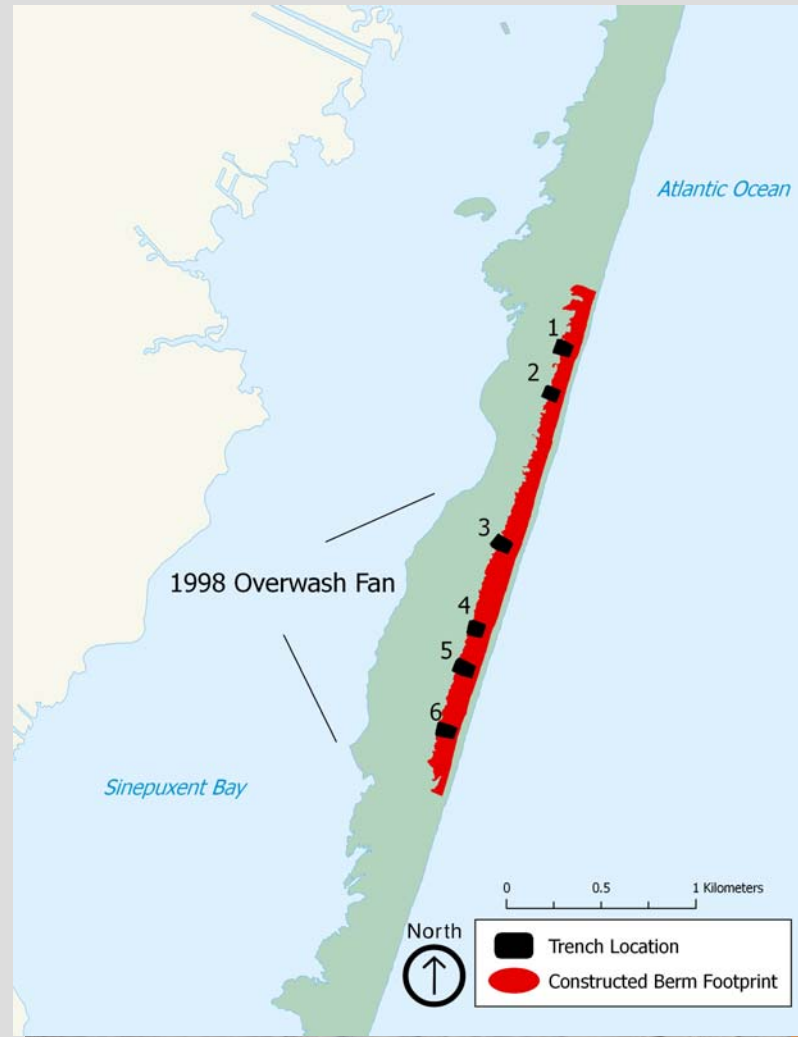 Atlantic Ocean
1
2
3
1998 Overwash Fan
4
5
6
Sinepuxent Bay
0 0.5 1 Kilometers
North
Trench Location
Constructed Berm Footprint